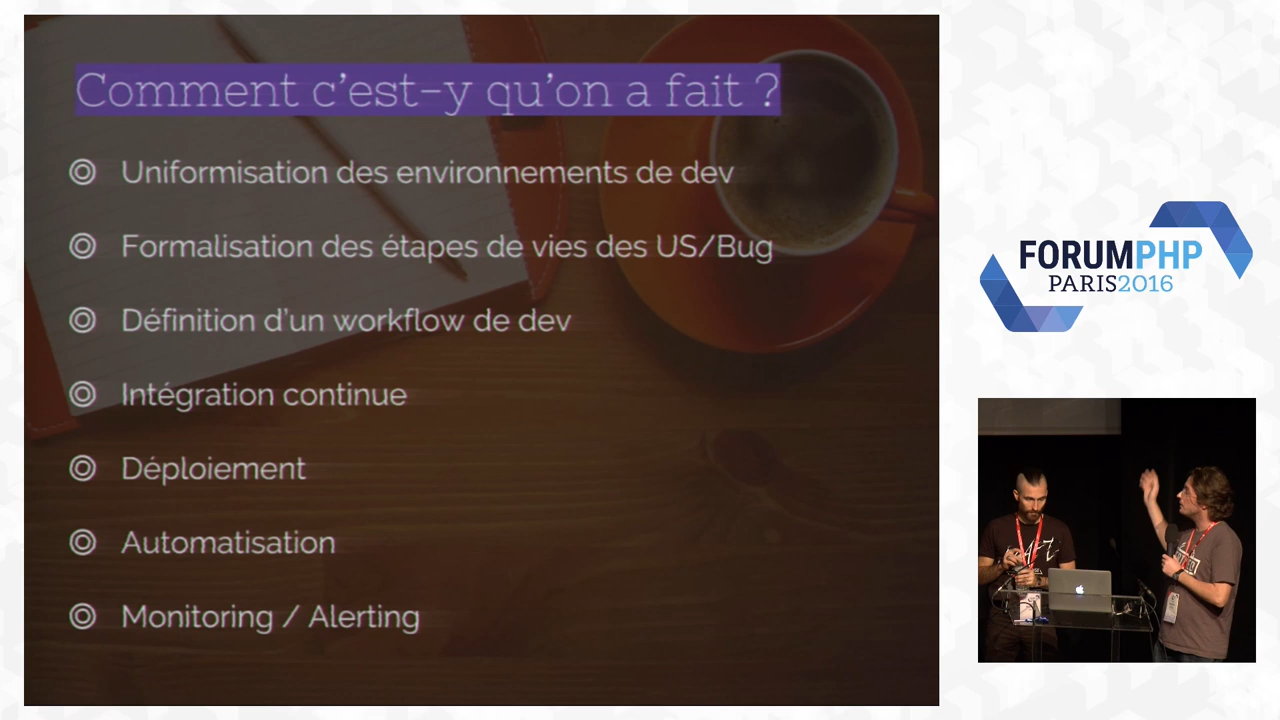 Comment c'est-y qu'on a fait ?
Uniformisation des environnements de dev
Formalisation des étapes de vies des US/Bug
Définition d'un workflow de dev
Intégration continue
Déploiement
Automatisation
Monitoring / Alerting
FORUMPHP
PARIS2016